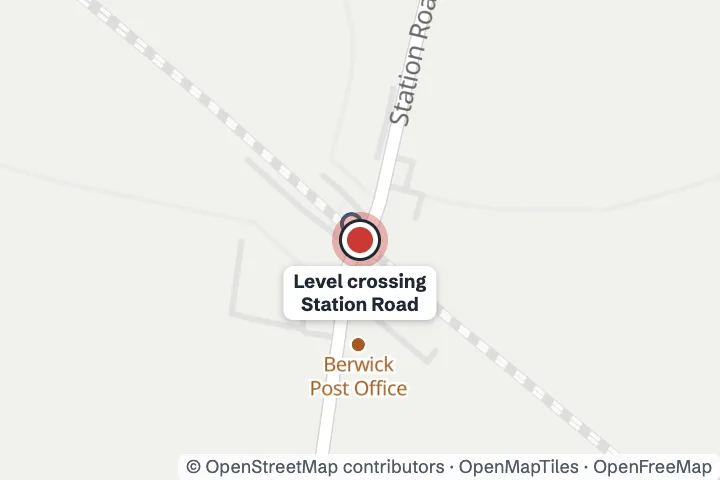 Station Roa
Level crossing
Station Road
Berwick
Post Office
© OpenStreetMap contributors · OpenMapTiles · OpenFreeMap